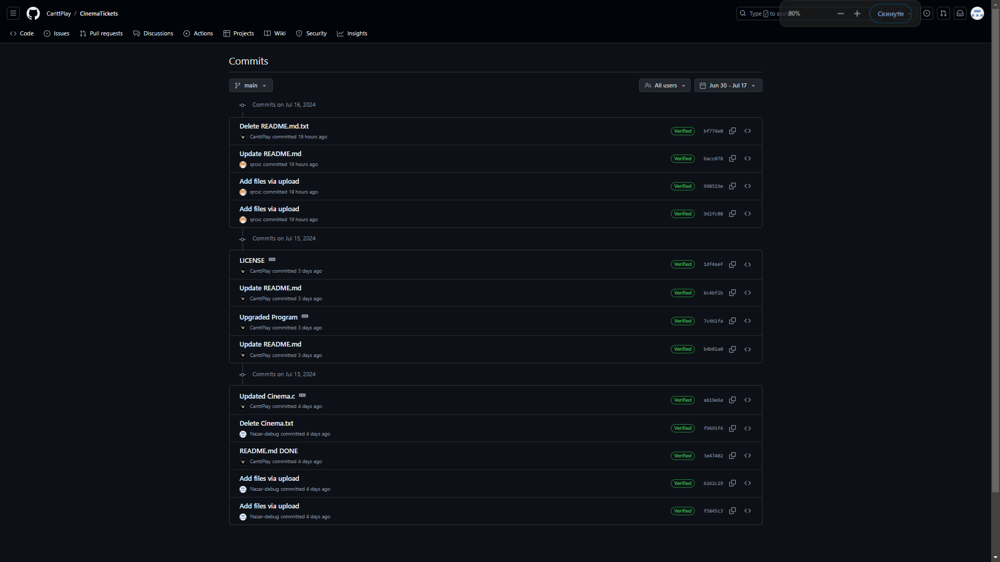 CanttPlay / CinemaTickets
Type / to sea
80%
Скинути
Code
Issues
Pull requests
Discussions
Actions
Projects
Wiki
Security
Insights
Commits
main
All users
Jun 30 - Jul 17
Commits on Jul 16, 2024
Delete README.md.txt
CanttPlay committed 19 hours ago
Verified
bf774e0
Update README.md
qrcxc committed 19 hours ago
Verified
bacc078
Add files via upload
qrcxc committed 19 hours ago
Verified
998519e
Add files via upload
qrcxc committed 19 hours ago
Verified
9d2fc08
Commits on Jul 15, 2024
LICENSE
CanttPlay committed 3 days ago
Verified
1df4aef
Update README.md
CanttPlay committed 3 days ago
Verified
6c4bf2b
Upgraded Program
CanttPlay committed 3 days ago
Verified
7c461fa
Update README.md
CanttPlay committed 3 days ago
Verified
b4b81a0
Commits on Jul 13, 2024
Updated Cinema.c
CanttPlay committed 4 days ago
Verified
a619e6a
Delete Cinema.txt
Nazar-debug committed 4 days ago
Verified
f9691f4
README.md DONE
CanttPlay committed 4 days ago
Verified
3e47402
Add files via upload
Nazar-debug committed 4 days ago
Verified
6162c29
Add files via upload
Nazar-debug committed 4 days ago
Verified
f5845c3